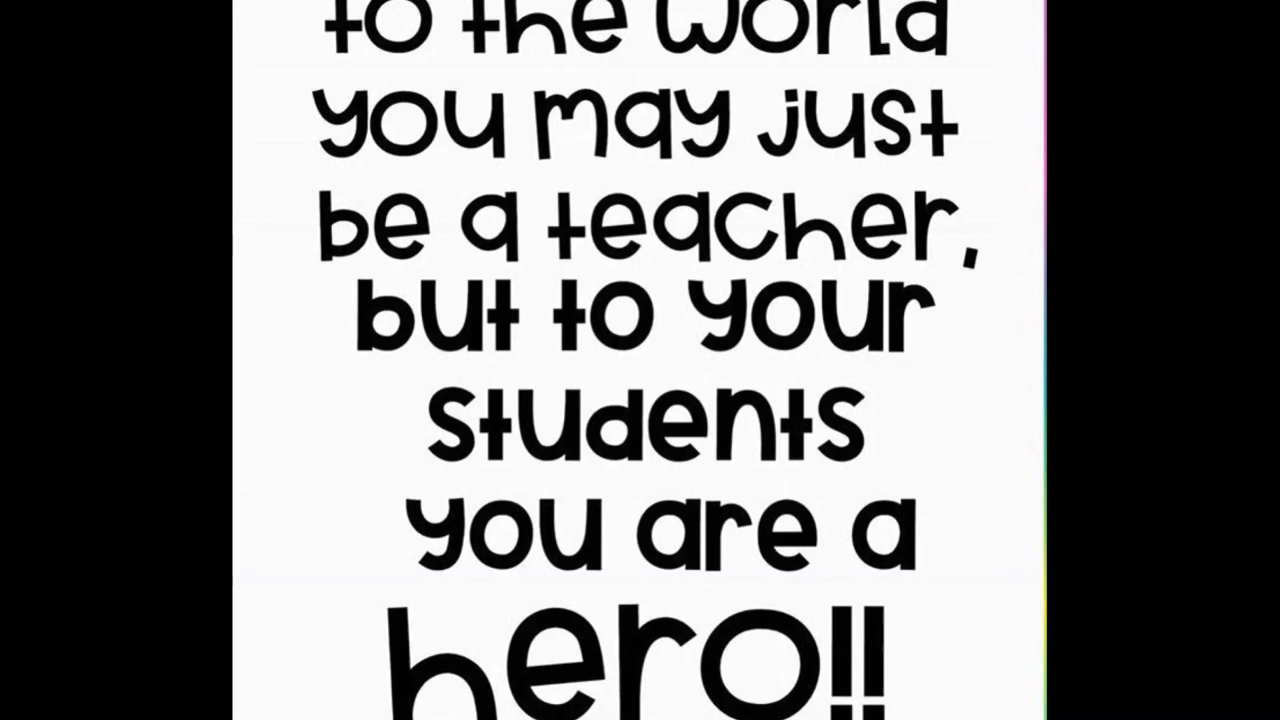 to the world
you may just
be a teacher,
but to your
students
you are a
hero!!